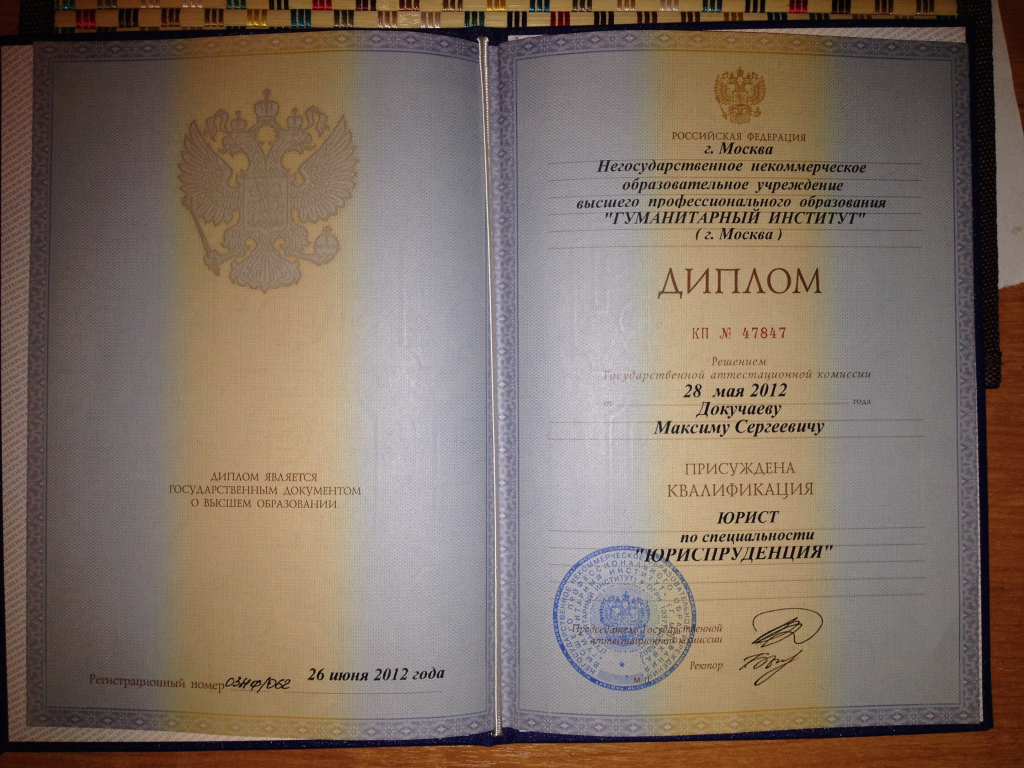 ДИПЛОМ ЯВЛЯЕТСЯ
ГОСУДАРСТВЕННЫМ ДОКУМЕНТОМ
О ВЫСШЕМ ОБРАЗОВАНИИ
Регистрационный номер
26 июня 2012 года
РОССИЙСКАЯ ФЕДЕРАЦИЯ
г. Москва
Негосударственное некоммерческое
образовательное учреждение
высшего профессионального образования
"ГУМАНИТАРНЫЙ ИНСТИТУТ"
( г. Москва )
ДИПЛОМ
КП № 47847
Решением
Государственной аттестационной комиссии
от 28 мая 2012 года
Докучаеву
Максиму Сергеевичу
ПРИСУЖДЕНА
КВАЛИФИКАЦИЯ
ЮРИСТ
по специальности
"ЮРИСПРУДЕНЦИЯ"
Председатель Государственной
аттестационной комиссии
Ректор
М.П.